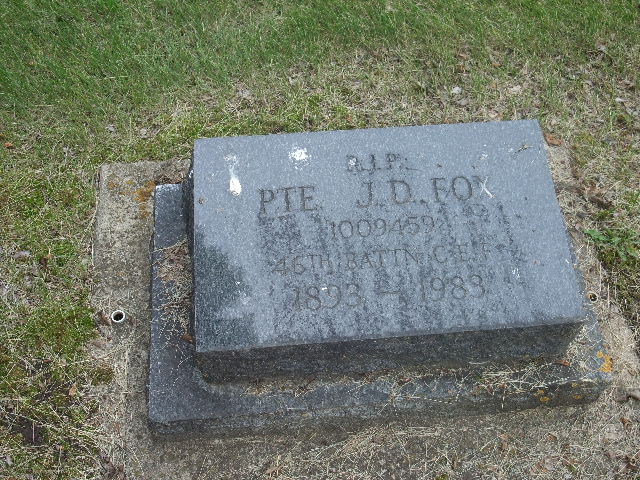 R.I.P.
PTE J.D. FOX
1009459
46TH BATTN C.E.F.
1893 – 1983